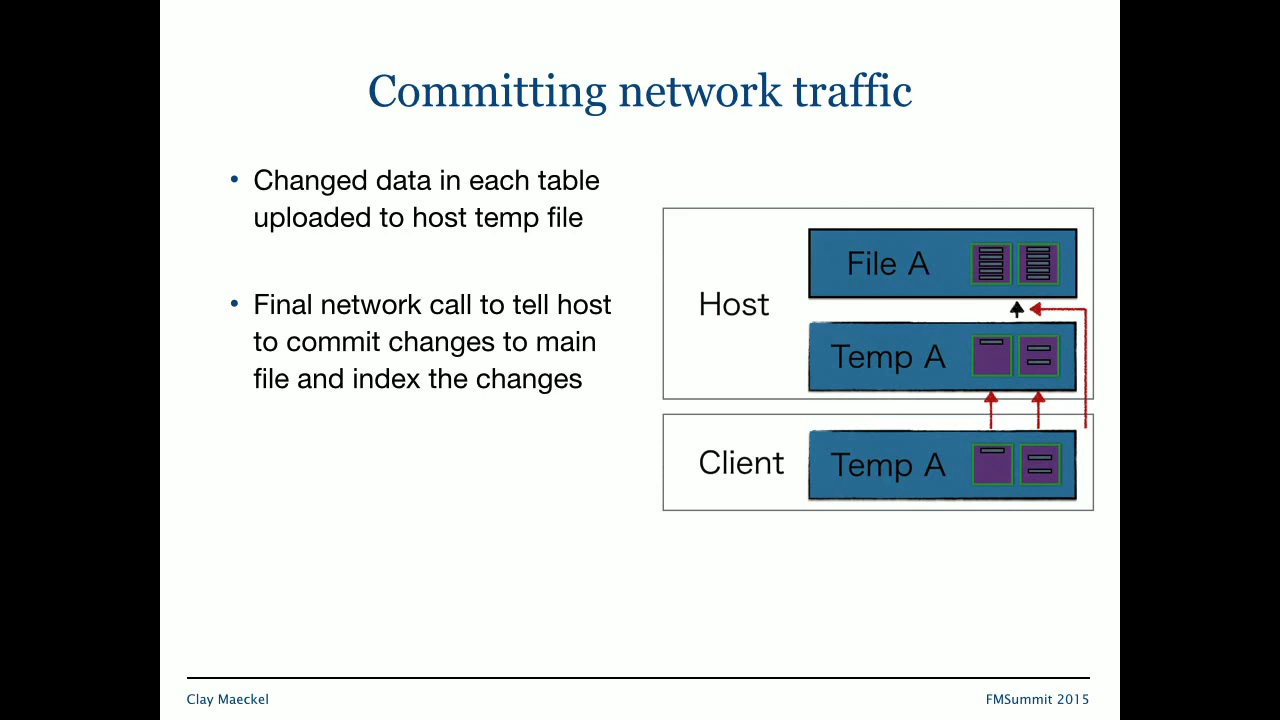 Committing network traffic
• Changed data in each table
uploaded to host temp file
• Final network call to tell host
to commit changes to main
file and index the changes
File A
Host
Temp A
Client
Temp A
Clay Maeckel
FMSummit 2015